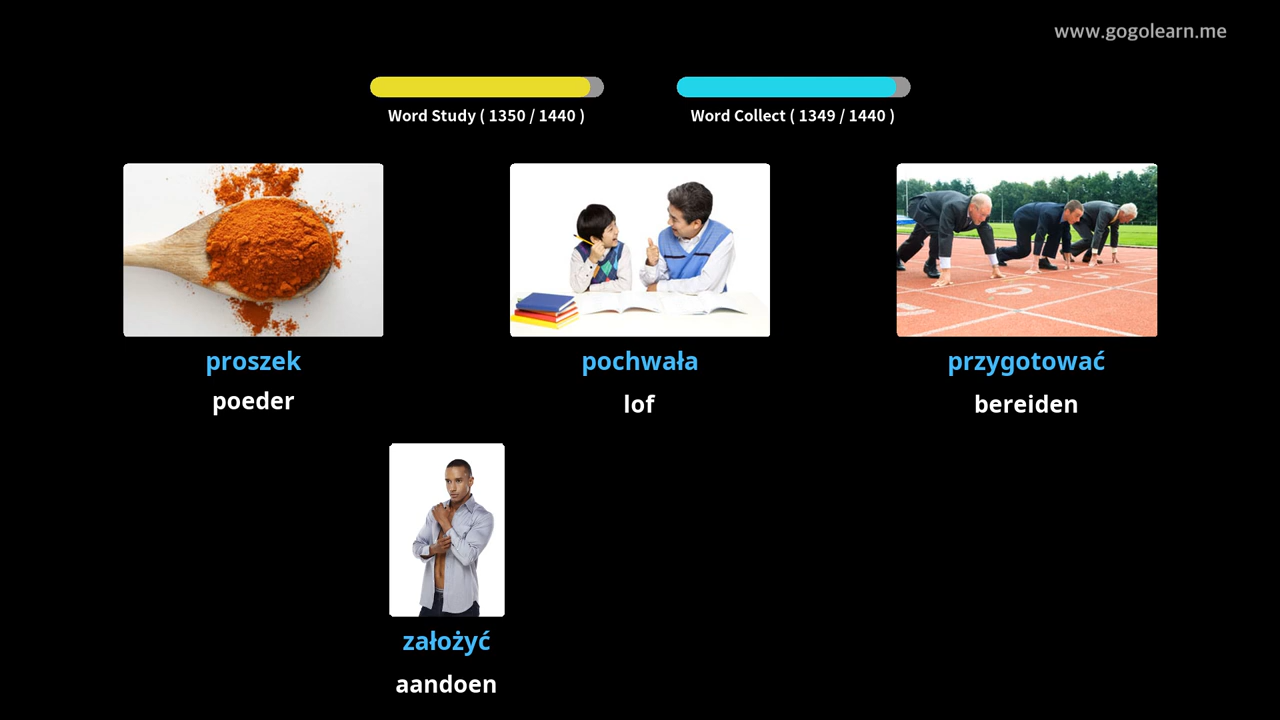 www.gogolearn.me
Word Study ( 1350 / 1440 )
Word Collect ( 1349 / 1440 )
proszek
poeder
pochwała
lof
przygotować
bereiden
założyć
aandoen